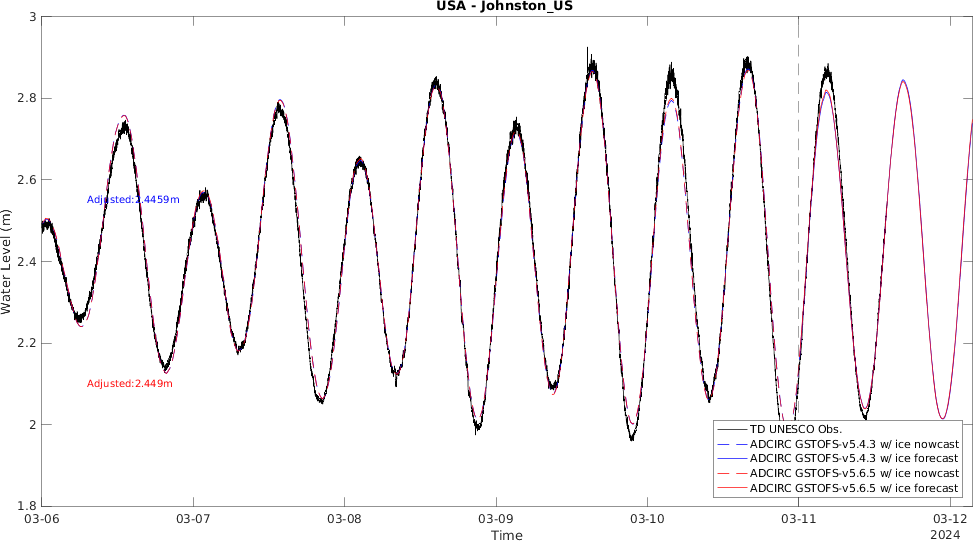 USA - Johnston_US
3
2.8
2.6
2.4
2.2
2
1.8
Water Level (m)
Adjusted:2.4459m
Adjusted:2.449m
TD UNESCO Obs.
ADCIRC GSTOFS-v5.4.3 w/ ice nowcast
ADCIRC GSTOFS-v5.4.3 w/ ice forecast
ADCIRC GSTOFS-v5.6.5 w/ ice nowcast
ADCIRC GSTOFS-v5.6.5 w/ ice forecast
03-06 03-07 03-08 03-09 03-10 03-11 03-12
Time 2024